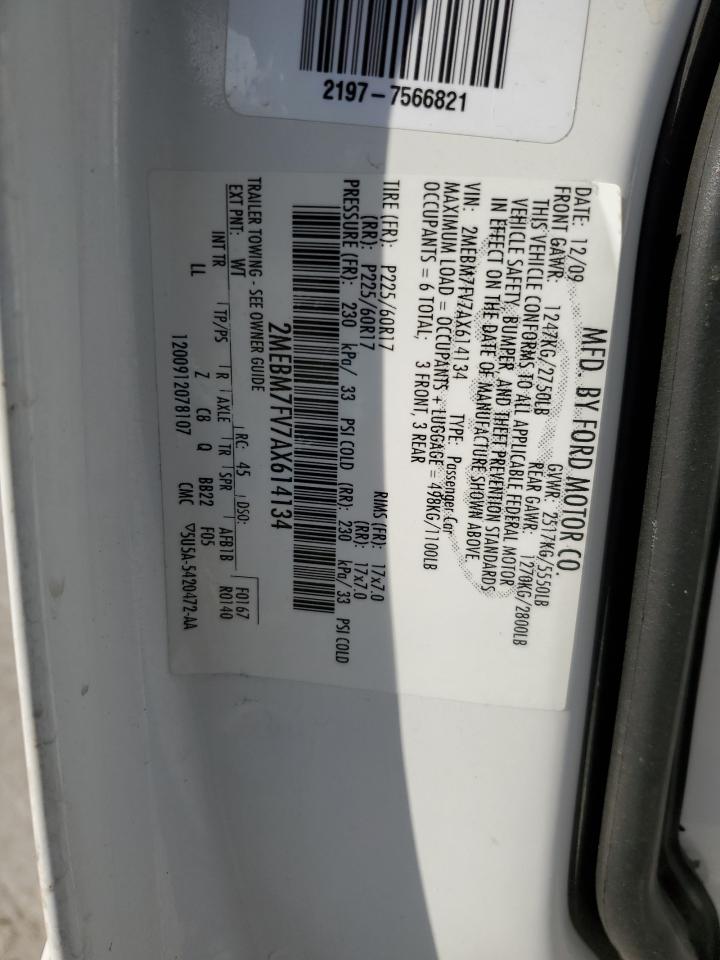 2197-7566821
MFD. BY FORD MOTOR CO.
DATE: 12/09 GVWR: 2517KG/5550LB
FRONT GAWR: 1247KG/2750LB REAR GAWR: 1270KG/2800LB
THIS VEHICLE CONFORMS TO ALL APPLICABLE FEDERAL MOTOR
VEHICLE SAFETY, BUMPER, AND THEFT PREVENTION STANDARDS
IN EFFECT ON THE DATE OF MANUFACTURE SHOWN ABOVE.
VIN: 2MEBM7FV7AX614134 TYPE: Passenger Car
MAXIMUM LOAD = OCCUPANTS + LUGGAGE = 498KG/1100LB
OCCUPANTS = 6 TOTAL; 3 FRONT, 3 REAR
TIRE (FR): P225/60R17 RIMS (FR): 17x7.0
(RR): P225/60R17 (RR): 17x7.0
PRESSURE (FR): 230 kPa/ 33 PSI COLD (RR): 230 kPa/33 PSI COLD
2MEBM7FV7AX614134
TRAILER TOWING - SEE OWNER GUIDE
F0167
EXT PNT: WT RC: 45 DSO: R0140
INT TR TP/PS R AXLE TR SPR AFB1B
LL Z C8 Q BB22 F05
1200912078107 CMC 5U5A-5420472-AA